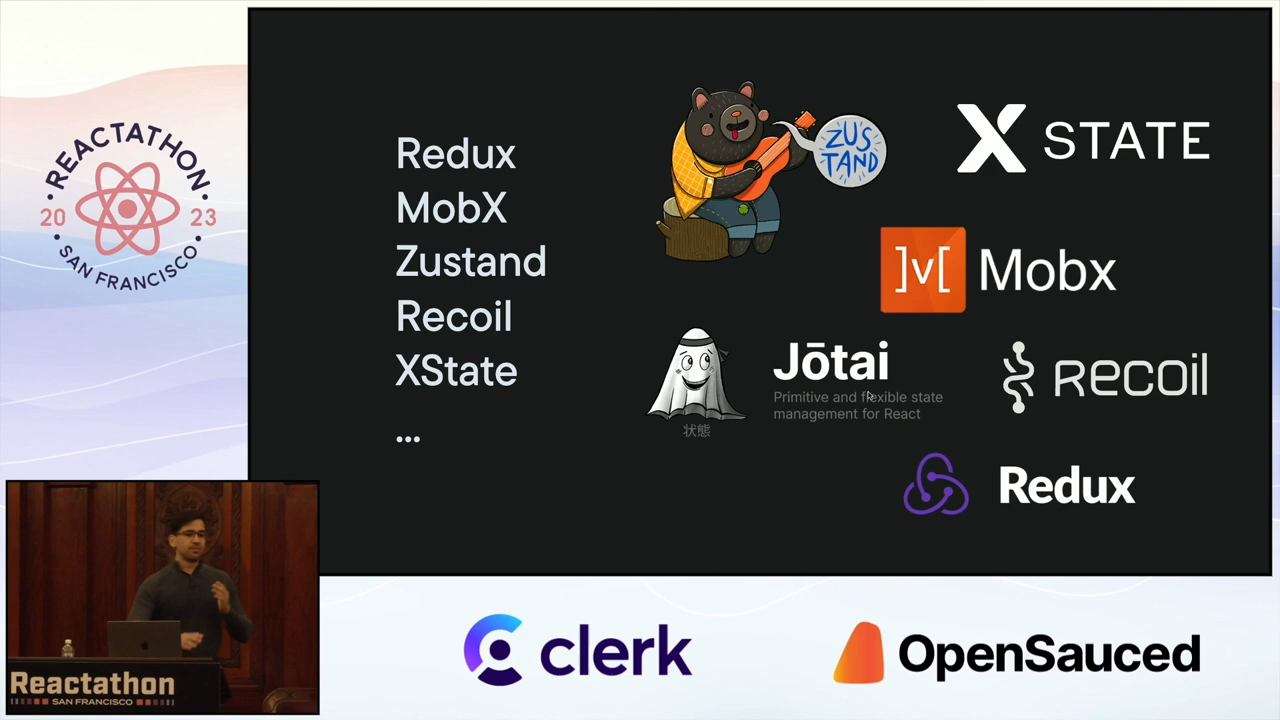 REACTATHON
20 23
SAN FRANCISCO
Redux
MobX
Zustand
Recoil
XState
...
ZUS
TAND
X STATE
]v[ Mobx
Jōtai
Primitive and flexible state
management for React
状態
RECOIL
Redux
Reactathon
SAN FRANCISCO
clerk
OpenSauced